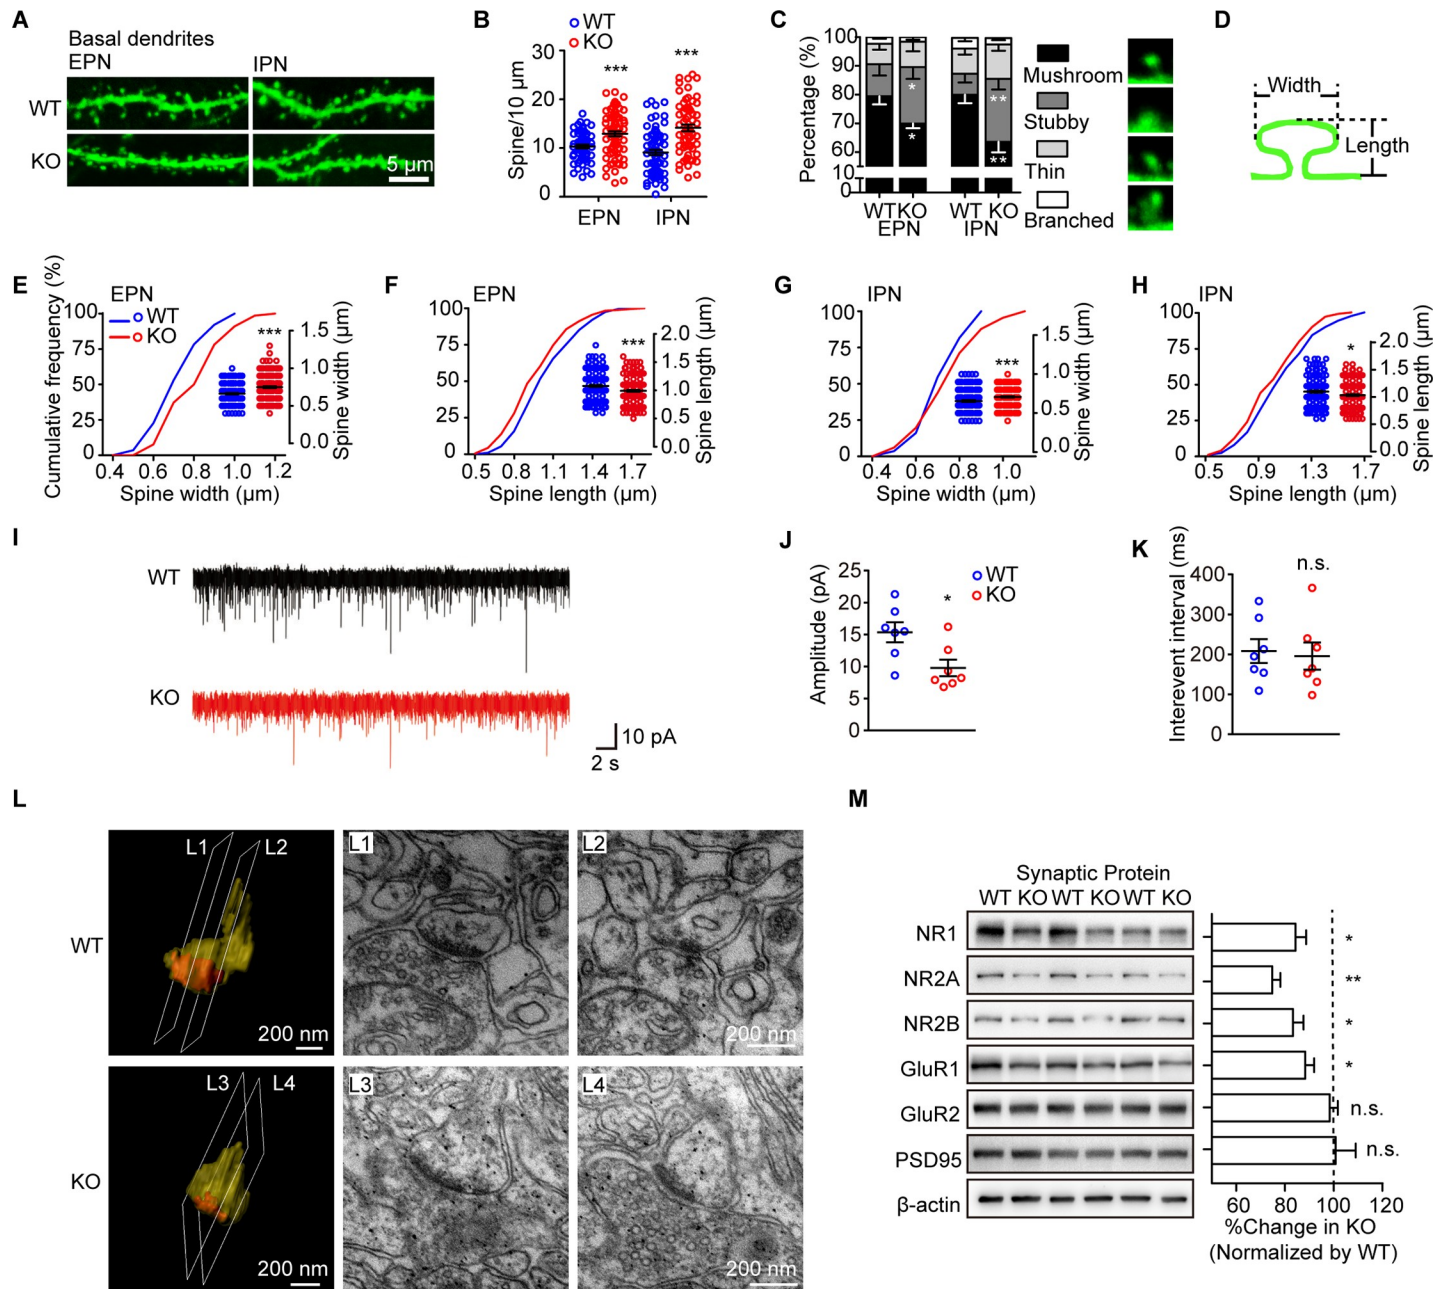 A
Basal dendrites
EPN IPN
WT
KO
5 µm
B
WT
KO
Spine/10 µm
30
20
10
0
***
***
EPN IPN
C
Percentage (%)
100
90
80
70
60
0
*
*
**
**
WT KO WT KO
EPN IPN
Mushroom
Stubby
Thin
Branched
D
Width
Length
E
EPN
Cumulative frequency (%)
100
75
50
25
0
WT
KO
***
1.5
1.0
0.5
0.0
Spine width (µm)
0.4 0.6 0.8 1.0 1.2
Spine width (µm)
F
EPN
100
75
50
25
0
***
2.0
1.5
1.0
0.5
0.0
Spine length (µm)
0.5 0.8 1.1 1.4 1.7
Spine length (µm)
G
IPN
100
75
50
25
0
***
1.5
1.0
0.5
0.0
Spine width (µm)
0.4 0.6 0.8 1.0
Spine width (µm)
H
IPN
100
75
50
25
0
*
2.0
1.5
1.0
0.5
0.0
Spine length (µm)
0.5 0.9 1.3 1.7
Spine length (µm)
I
WT
KO
10 pA
2 s
J
Amplitude (pA)
25
20
15
10
5
0
*
WT
KO
K
Interevent interval (ms)
400
300
200
100
0
n.s.
L
WT
L1 L2
200 nm
L1
L2
200 nm
KO
L3 L4
200 nm
L3
L4
200 nm
M
Synaptic Protein
WT KO WT KO WT KO
NR1 *
NR2A **
NR2B *
GluR1 *
GluR2 n.s.
PSD95 n.s.
β-actin
60 80 100 120
%Change in KO
(Normalized by WT)